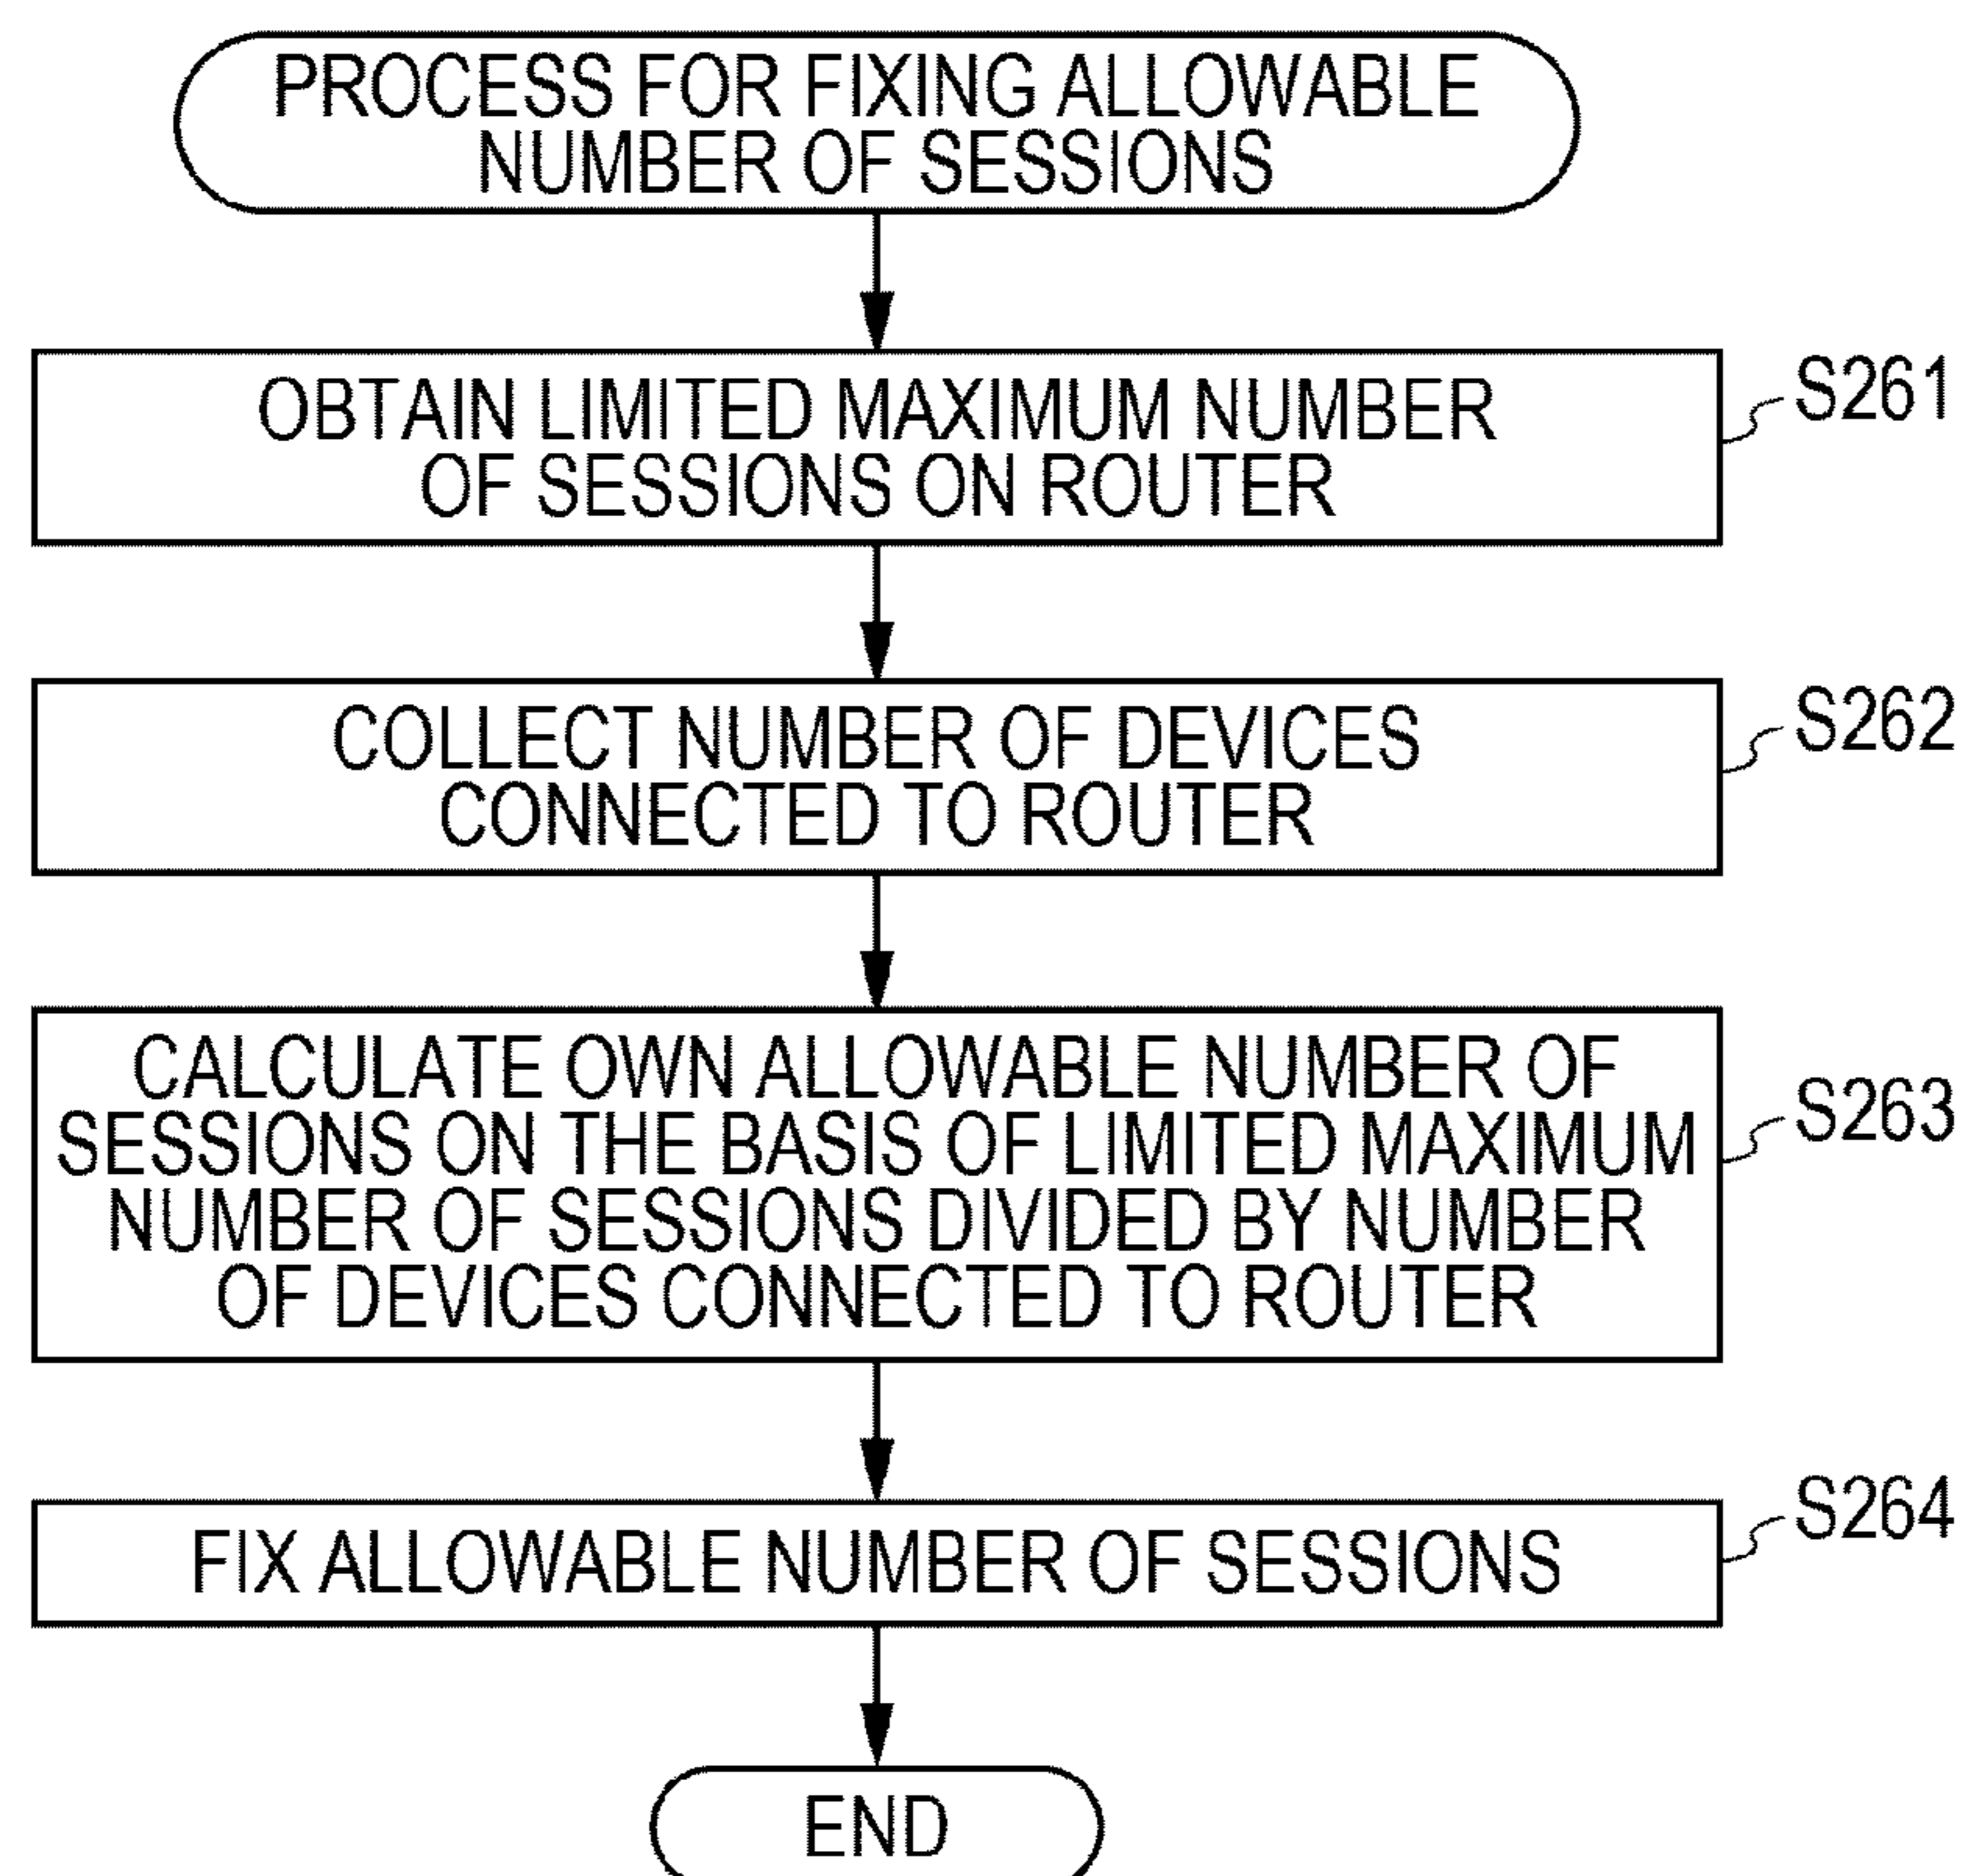 PROCESS FOR FIXING ALLOWABLE
NUMBER OF SESSIONS
OBTAIN LIMITED MAXIMUM NUMBER
OF SESSIONS ON ROUTER
S261
COLLECT NUMBER OF DEVICES
CONNECTED TO ROUTER
S262
CALCULATE OWN ALLOWABLE NUMBER OF
SESSIONS ON THE BASIS OF LIMITED MAXIMUM
NUMBER OF SESSIONS DIVIDED BY NUMBER
OF DEVICES CONNECTED TO ROUTER
S263
FIX ALLOWABLE NUMBER OF SESSIONS
S264
END